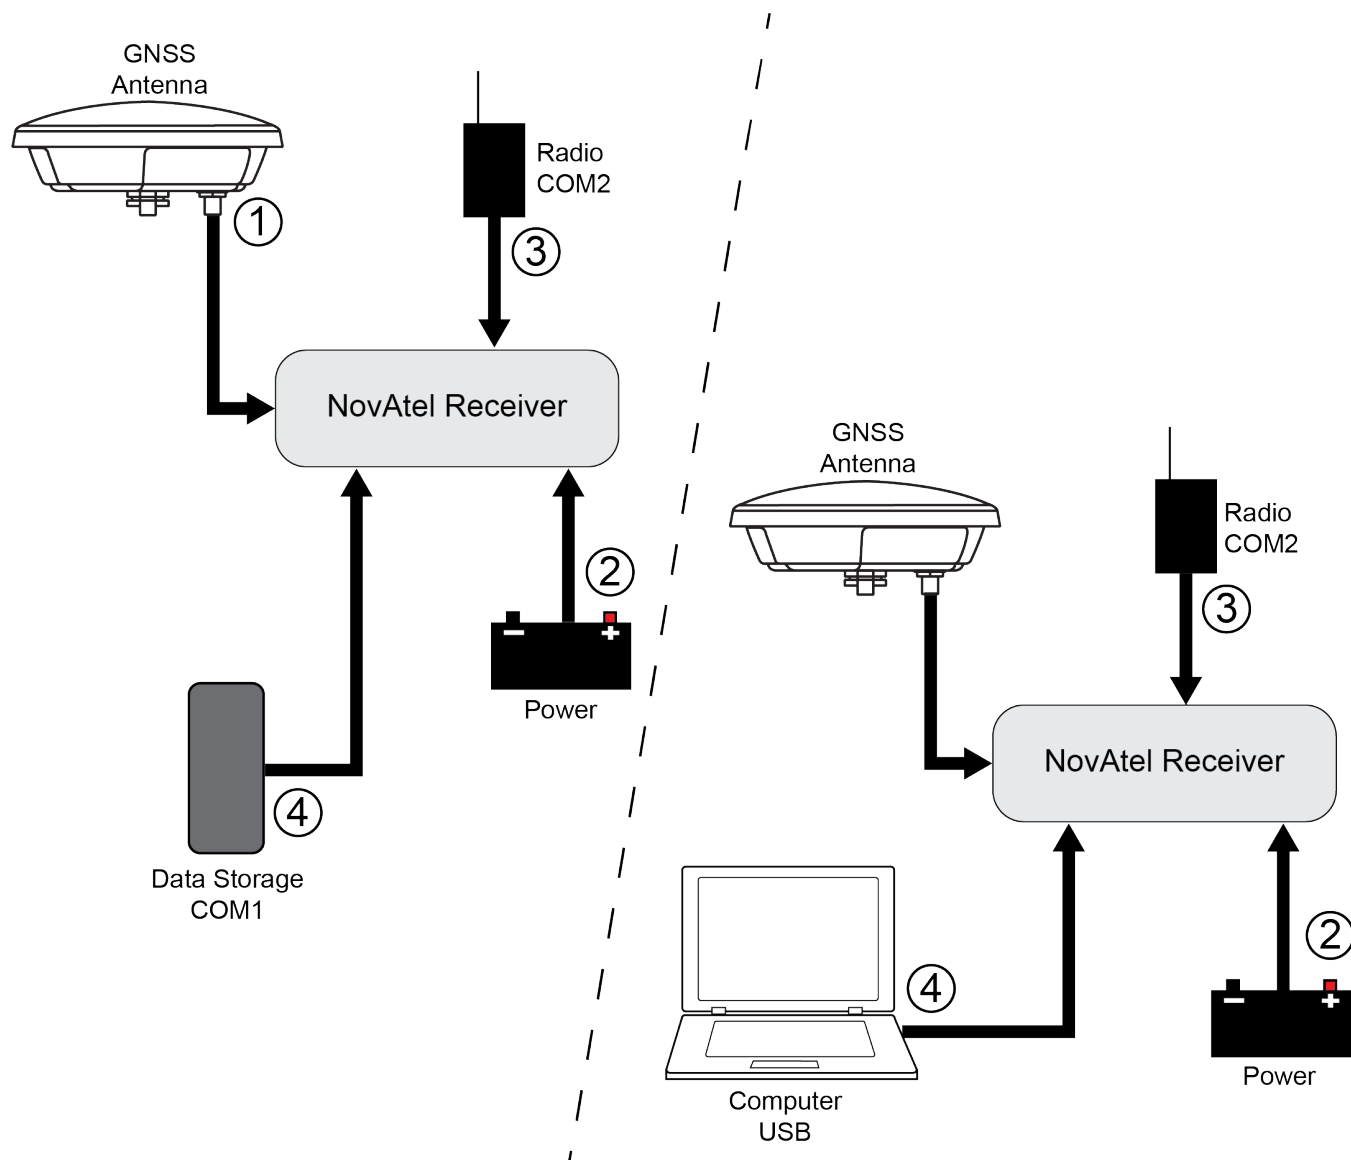 GNSS
Antenna
1
Radio
COM2
3
NovAtel Receiver
2
Power
4
Data Storage
COM1
GNSS
Antenna
Radio
COM2
3
NovAtel Receiver
2
Power
4
Computer
USB